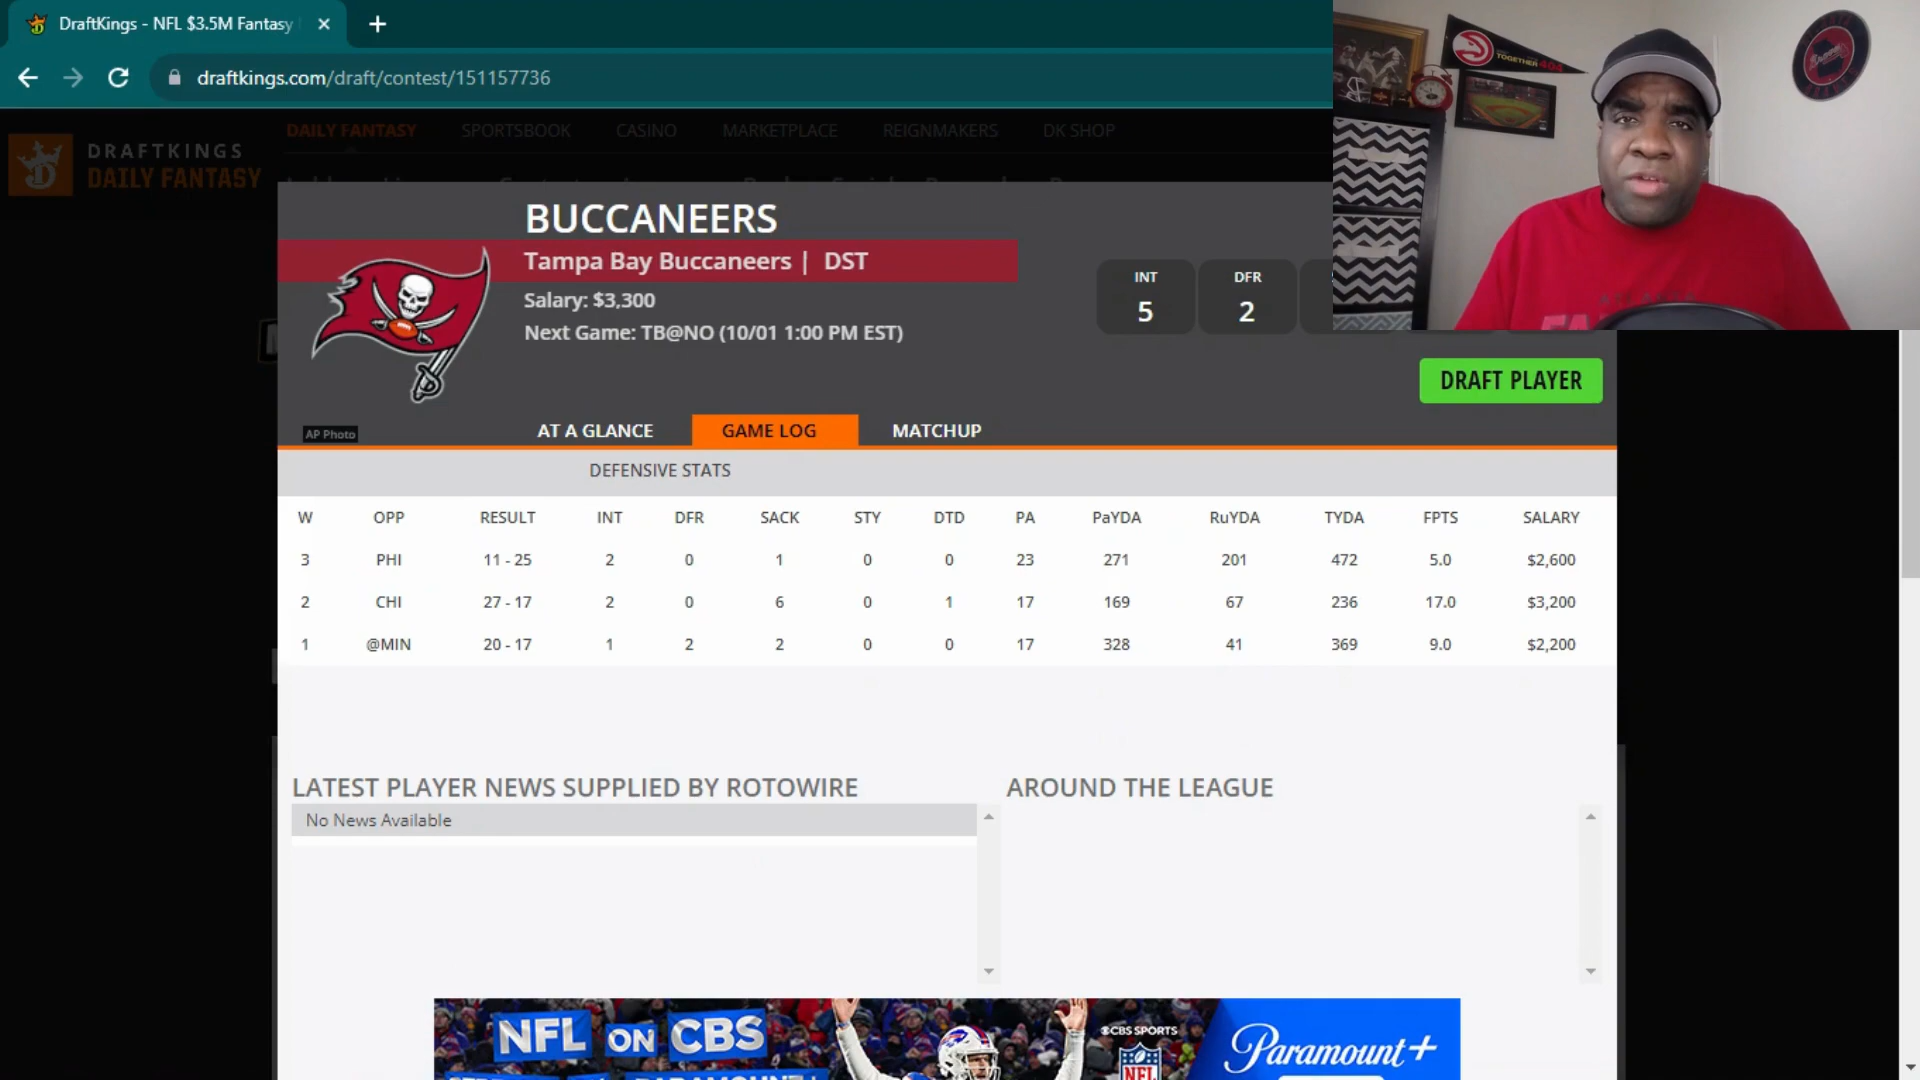 DraftKings - NFL $3.5M Fantasy
draftkings.com/draft/contest/151157736
DAILY FANTASY SPORTSBOOK CASINO MARKETPLACE REIGNMAKERS DK SHOP
DRAFTKINGS
DAILY FANTASY
TOGETHER 404
BUCCANEERS
Tampa Bay Buccaneers | DST
Salary: $3,300
Next Game: TB@NO (10/01 1:00 PM EST)
INT DFR
5 2
DRAFT PLAYER
AP Photo
AT A GLANCE GAME LOG MATCHUP
DEFENSIVE STATS
W OPP RESULT INT DFR SACK STY DTD PA PaYDA RuYDA TYDA FPTS SALARY
3 PHI 11 - 25 2 0 1 0 0 23 271 201 472 5.0 $2,600
2 CHI 27 - 17 2 0 6 0 1 17 169 67 236 17.0 $3,200
1 @MIN 20 - 17 1 2 2 0 0 17 328 41 369 9.0 $2,200
LATEST PLAYER NEWS SUPPLIED BY ROTOWIRE
No News Available
AROUND THE LEAGUE
NFL ON CBS
CBS SPORTS
NFL
Paramount+